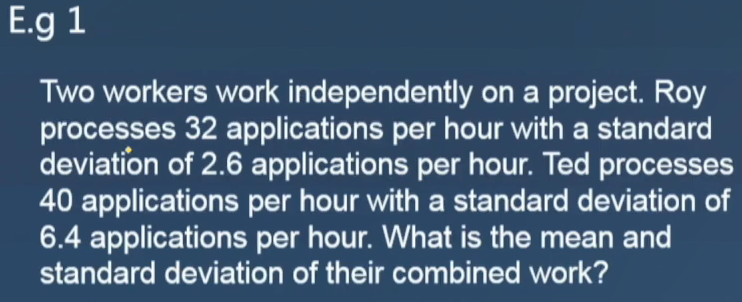 E.g 1
Two workers work independently on a project. Roy
processes 32 applications per hour with a standard
deviation of 2.6 applications per hour. Ted processes
40 applications per hour with a standard deviation of
6.4 applications per hour. What is the mean and
standard deviation of their combined work?